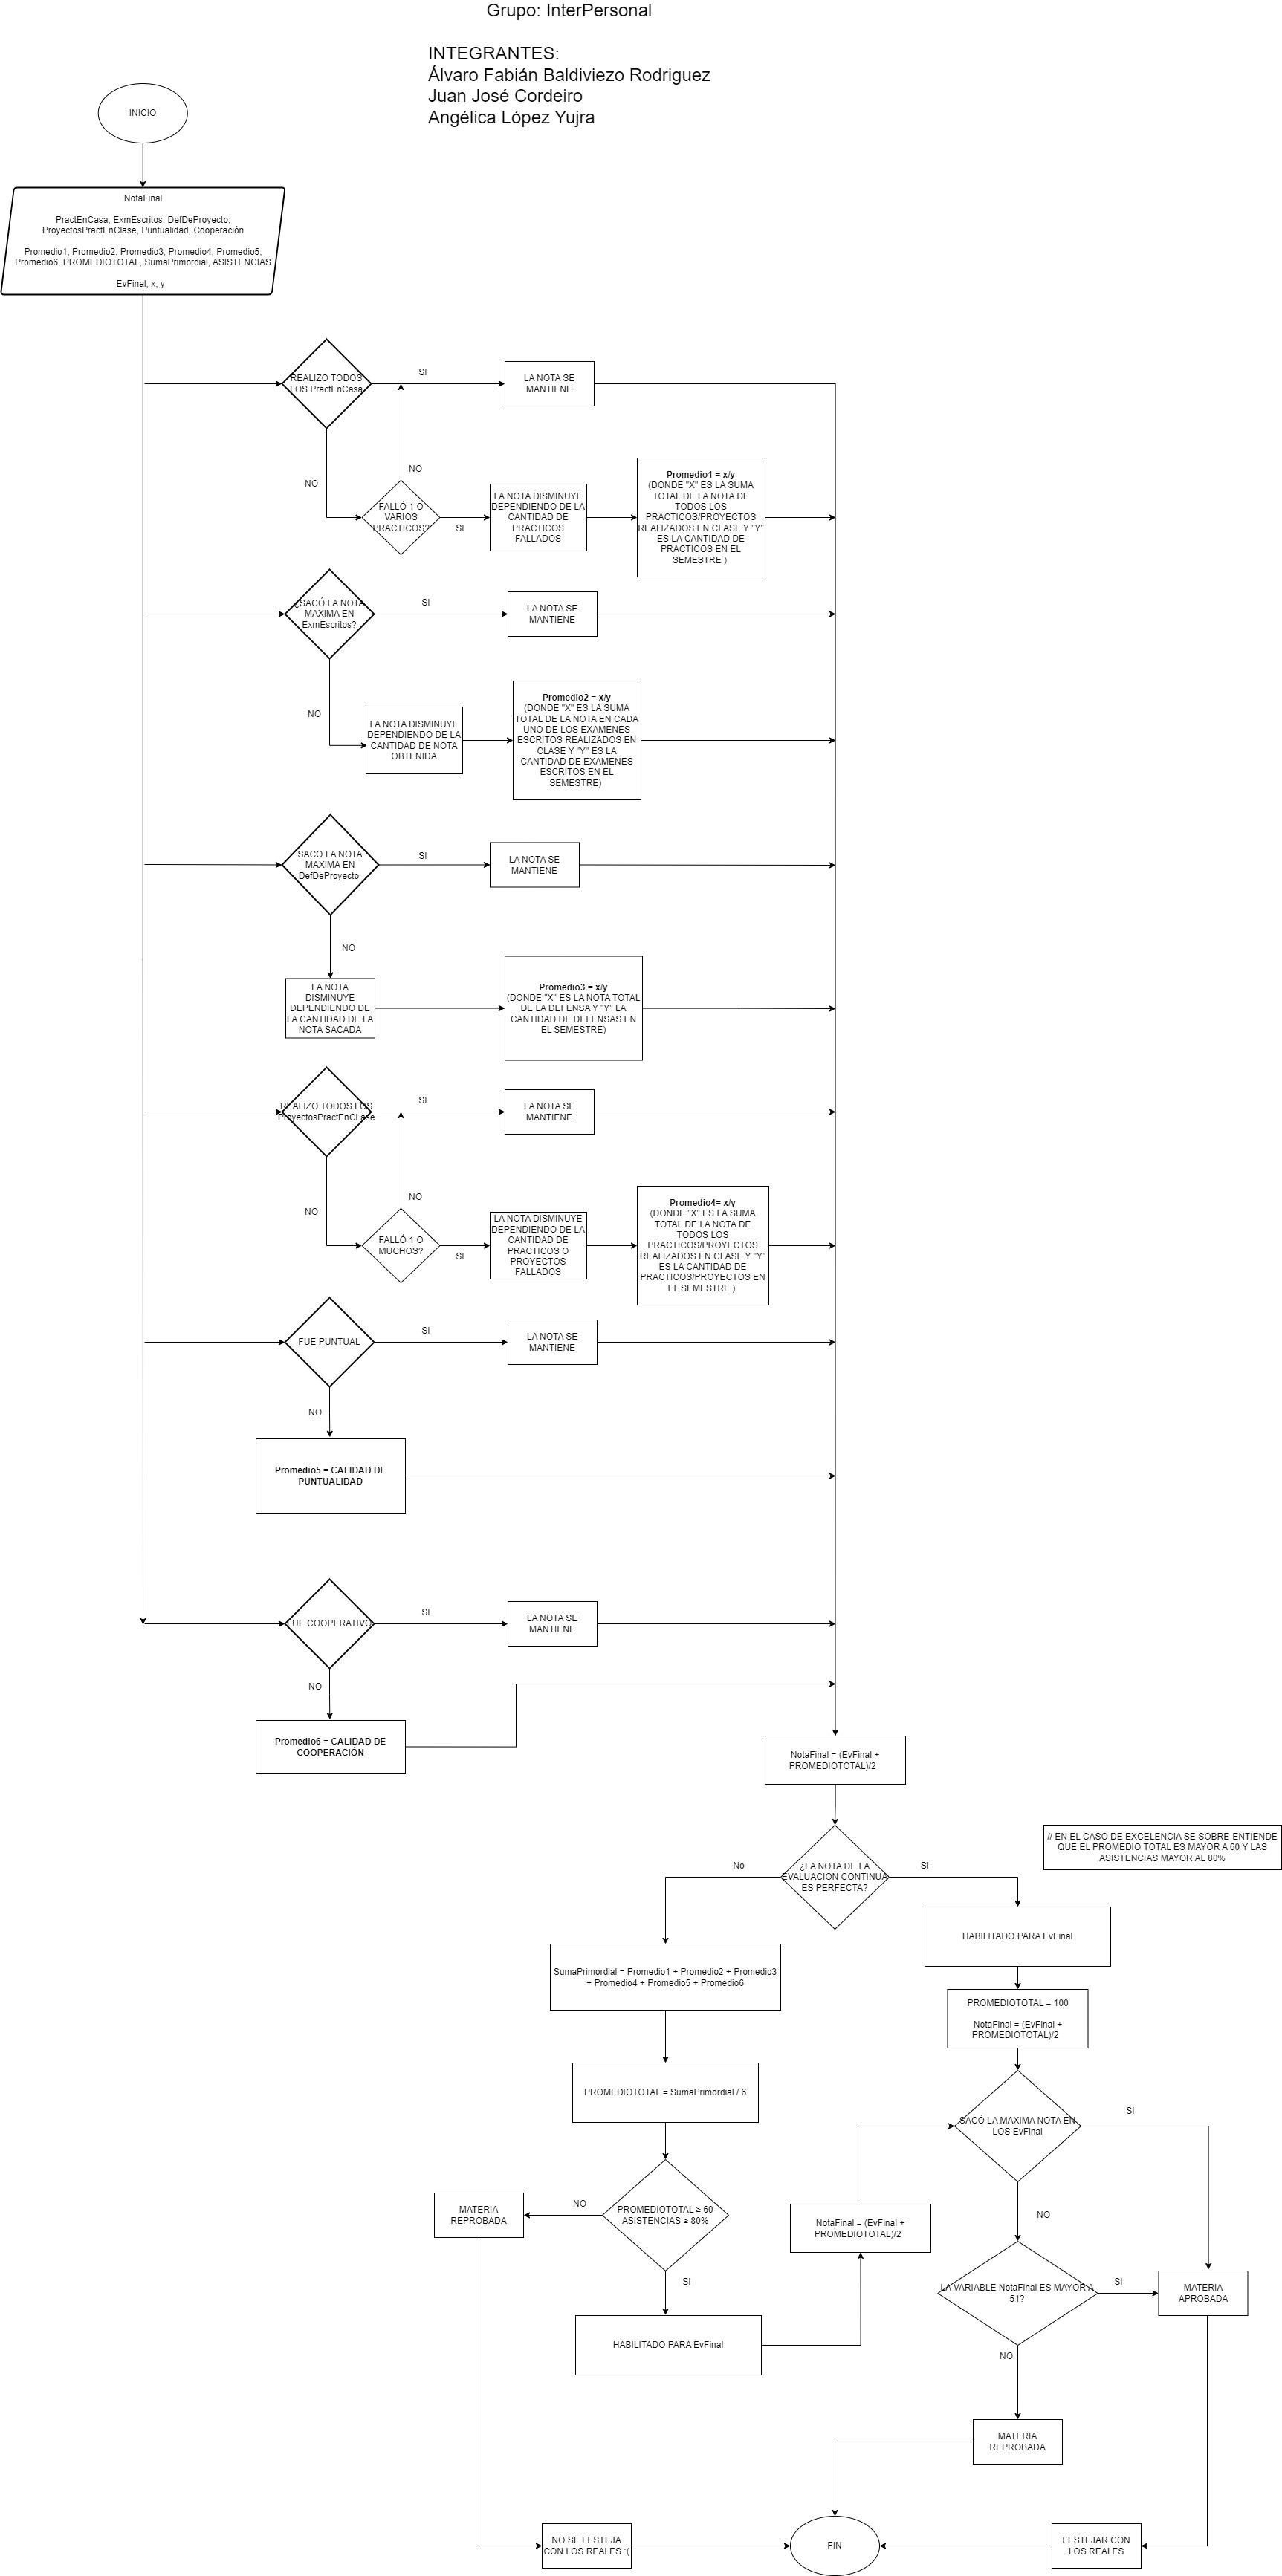 Grupo: InterPersonal
INTEGRANTES:
Álvaro Fabián Baldiviezo Rodriguez
Juan José Cordeiro
Angélica López Yujra
INICIO
NotaFinal
PractEnCasa, ExmEscritos, DefDeProyecto,
ProyectosPractEnClase, Puntualidad, Cooperación
Promedio1, Promedio2, Promedio3, Promedio4, Promedio5,
Promedio6, PROMEDIOTOTAL, SumaPrimordial, ASISTENCIAS
EvFinal, x, y
REALIZO TODOS
LOS PractEnCasa
SI
LA NOTA SE
MANTIENE
NO
NO
FALLÓ 1 O
VARIOS
PRACTICOS?
SI
LA NOTA DISMINUYE
DEPENDIENDO DE LA
CANTIDAD DE
PRACTICOS
FALLADOS
Promedio1 = x/y
(DONDE "X" ES LA SUMA
TOTAL DE LA NOTA DE
TODOS LOS
PRACTICOS/PROYECTOS
REALIZADOS EN CLASE Y "Y"
ES LA CANTIDAD DE
PRACTICOS EN EL
SEMESTRE )
¿SACÓ LA NOTA
MAXIMA EN
ExmEscritos?
SI
LA NOTA SE
MANTIENE
NO
LA NOTA DISMINUYE
DEPENDIENDO DE LA
CANTIDAD DE NOTA
OBTENIDA
Promedio2 = x/y
(DONDE "X" ES LA SUMA
TOTAL DE LA NOTA EN CADA
UNO DE LOS EXAMENES
ESCRITOS REALIZADOS EN
CLASE Y "Y" ES LA
CANTIDAD DE EXAMENES
ESCRITOS EN EL
SEMESTRE)
SACO LA NOTA
MAXIMA EN
DefDeProyecto
SI
LA NOTA SE
MANTIENE
NO
LA NOTA
DISMINUYE
DEPENDIENDO DE
LA CANTIDAD DE LA
NOTA SACADA
Promedio3 = x/y
(DONDE "X" ES LA NOTA TOTAL
DE LA DEFENSA Y "Y" LA
CANTIDAD DE DEFENSAS EN
EL SEMESTRE)
REALIZO TODOS LOS
ProyectosPractEnCLase
SI
LA NOTA SE
MANTIENE
NO
NO
FALLÓ 1 O
MUCHOS?
SI
LA NOTA DISMINUYE
DEPENDIENDO DE LA
CANTIDAD DE
PRACTICOS O
PROYECTOS
FALLADOS
Promedio4= x/y
(DONDE "X" ES LA SUMA
TOTAL DE LA NOTA DE
TODOS LOS
PRACTICOS/PROYECTOS
REALIZADOS EN CLASE Y "Y"
ES LA CANTIDAD DE
PRACTICOS/PROYECTOS EN
EL SEMESTRE )
FUE PUNTUAL
SI
LA NOTA SE
MANTIENE
NO
Promedio5 = CALIDAD DE
PUNTUALIDAD
FUE COOPERATIVO
SI
LA NOTA SE
MANTIENE
NO
Promedio6 = CALIDAD DE
COOPERACIÓN
NotaFinal = (EvFinal +
PROMEDIOTOTAL)/2
// EN EL CASO DE EXCELENCIA SE SOBRE-ENTIENDE
QUE EL PROMEDIO TOTAL ES MAYOR A 60 Y LAS
ASISTENCIAS MAYOR AL 80%
¿LA NOTA DE LA
EVALUACION CONTINUA
ES PERFECTA?
No
Si
HABILITADO PARA EvFinal
SumaPrimordial = Promedio1 + Promedio2 + Promedio3
+ Promedio4 + Promedio5 + Promedio6
PROMEDIOTOTAL = 100
NotaFinal = (EvFinal +
PROMEDIOTOTAL)/2
PROMEDIOTOTAL = SumaPrimordial / 6
SACÓ LA MAXIMA NOTA EN
LOS EvFinal
SI
NO
PROMEDIOTOTAL ≥ 60
ASISTENCIAS ≥ 80%
NO
MATERIA
REPROBADA
SI
NotaFinal = (EvFinal +
PROMEDIOTOTAL)/2
HABILITADO PARA EvFinal
LA VARIABLE NotaFinal ES MAYOR A
51?
SI
MATERIA
APROBADA
NO
MATERIA
REPROBADA
NO SE FESTEJA
CON LOS REALES :(
FIN
FESTEJAR CON
LOS REALES